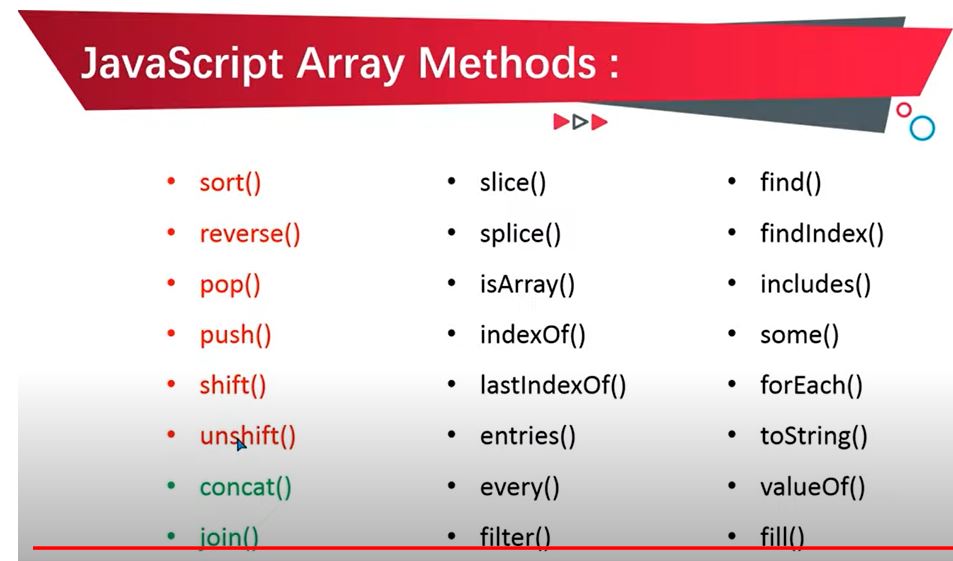 JavaScript Array Methods :
• sort()
• reverse()
• pop()
• push()
• shift()
• unshift()
• concat()
• join()
• slice()
• splice()
• isArray()
• indexOf()
• lastIndexOf()
• entries()
• every()
• filter()
• find()
• findIndex()
• includes()
• some()
• forEach()
• toString()
• valueOf()
• fill()